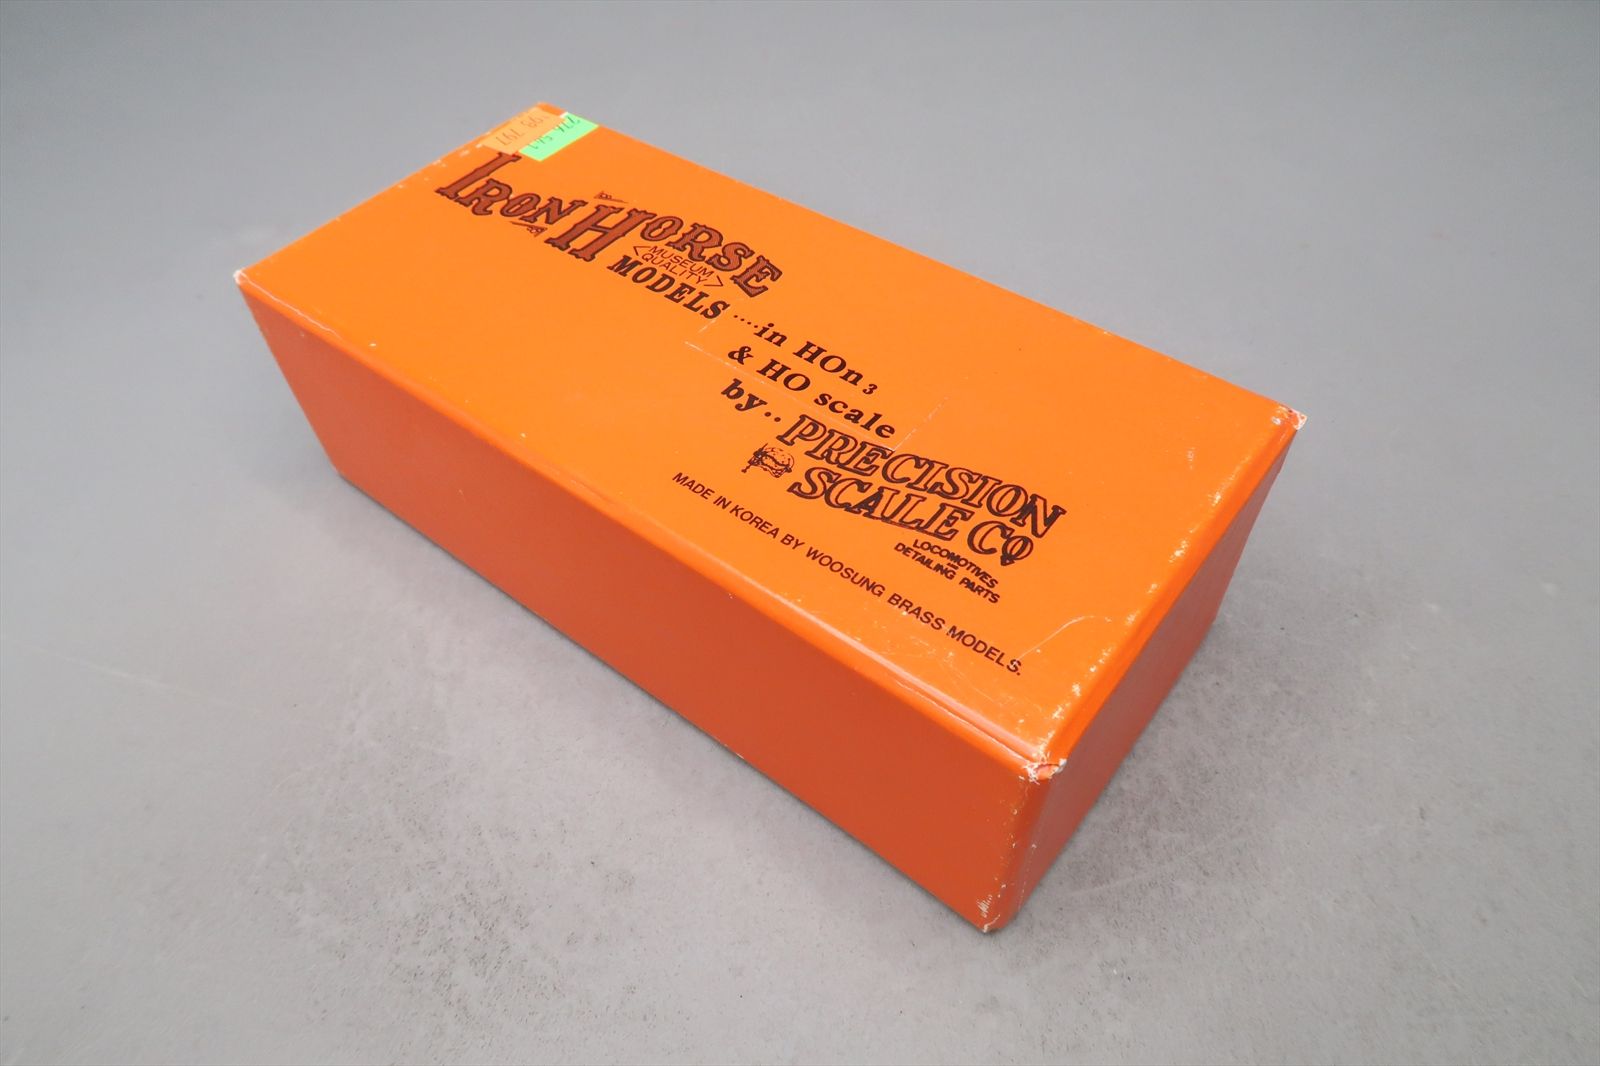 IRON HORSE
<MUSEUM
QUALITY>
MODELS
....in HOn3
& HO scale
by..
PRECISION
SCALE CO
LOCOMOTIVES
DETAILING PARTS
MADE IN KOREA BY WOOSUNG BRASS MODELS.